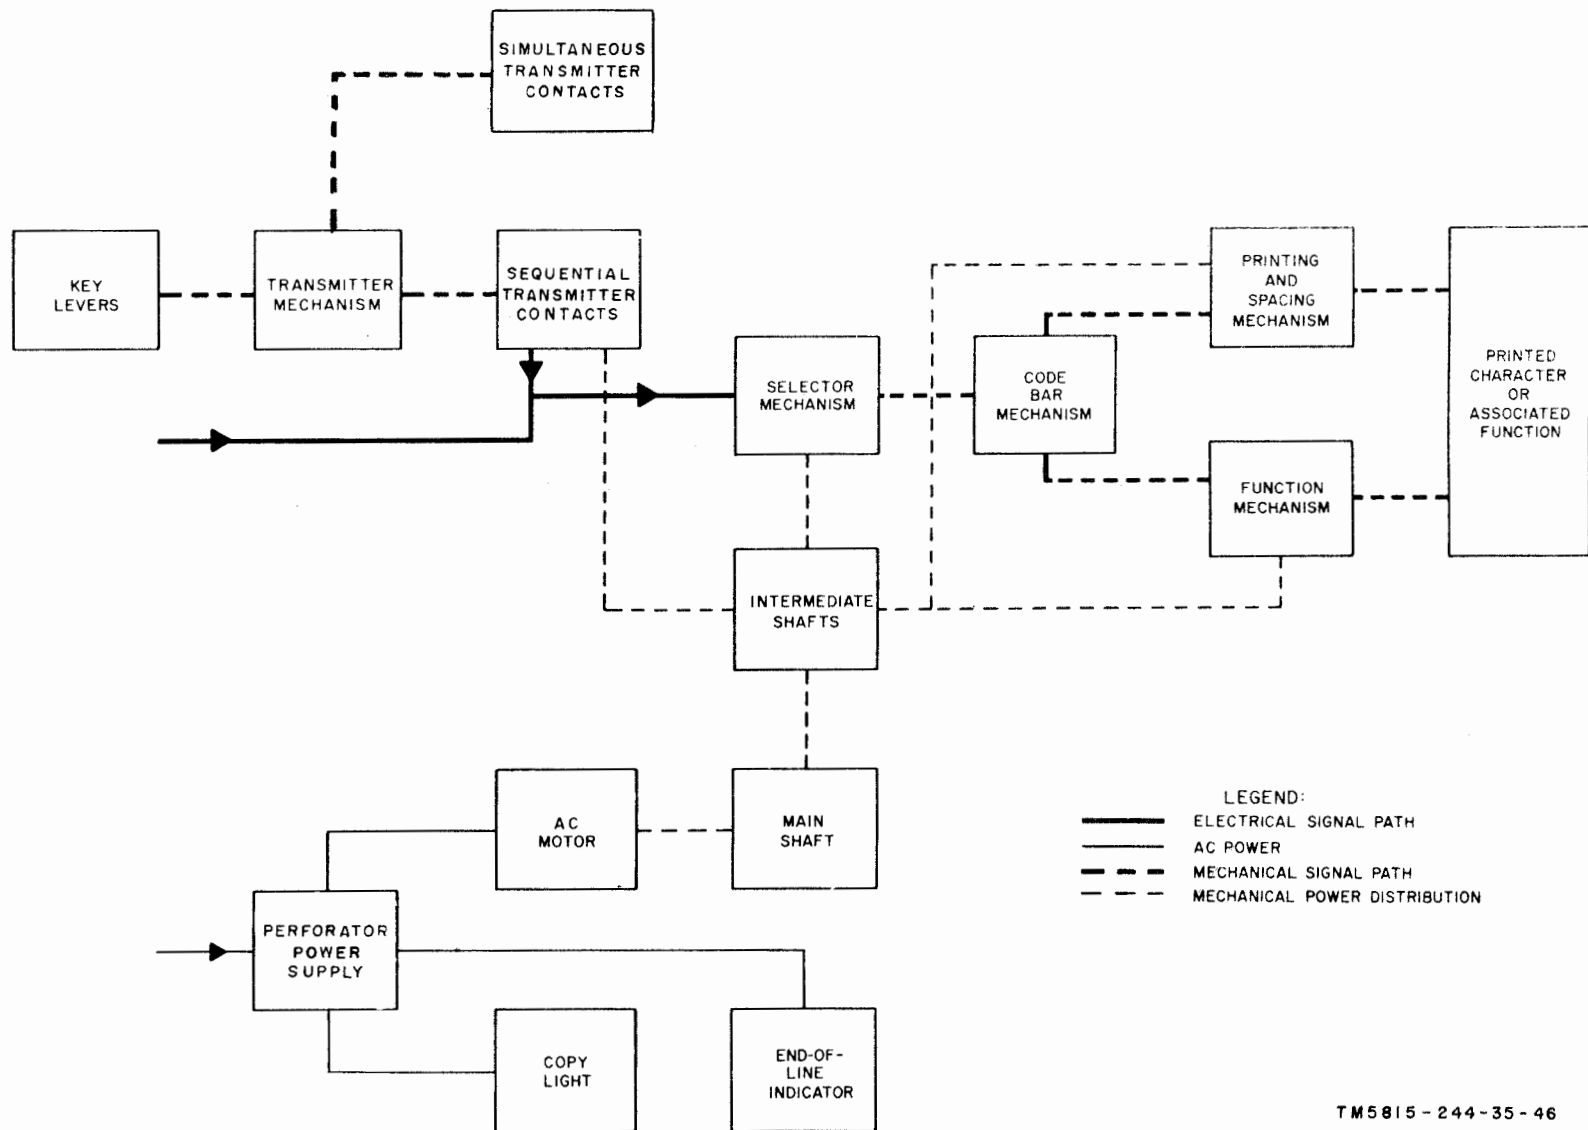 SIMULTANEOUS
TRANSMITTER
CONTACTS
KEY
LEVERS
TRANSMITTER
MECHANISM
SEQUENTIAL
TRANSMITTER
CONTACTS
SELECTOR
MECHANISM
CODE
BAR
MECHANISM
PRINTING
AND
SPACING
MECHANISM
FUNCTION
MECHANISM
PRINTED
CHARACTER
OR
ASSOCIATED
FUNCTION
INTERMEDIATE
SHAFTS
AC
MOTOR
MAIN
SHAFT
PERFORATOR
POWER
SUPPLY
COPY
LIGHT
END-OF-
LINE
INDICATOR
LEGEND:
ELECTRICAL SIGNAL PATH
AC POWER
MECHANICAL SIGNAL PATH
MECHANICAL POWER DISTRIBUTION
TM5815-244-35-46